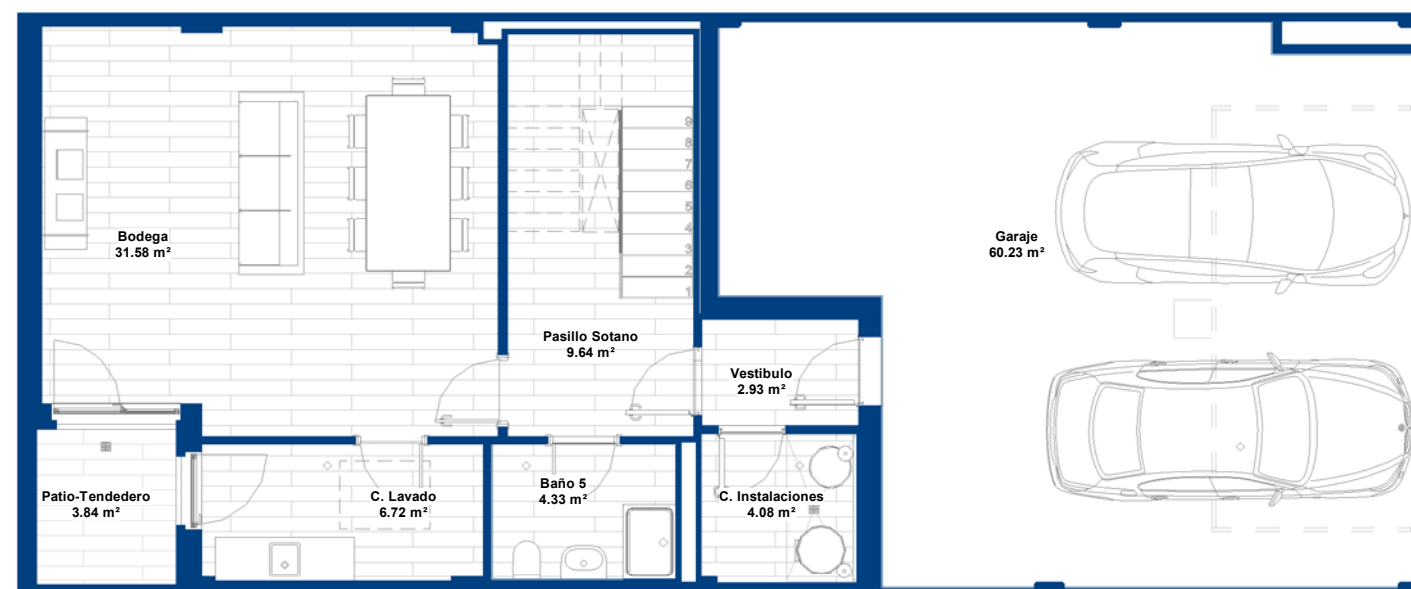 9
8
7
6
5
4
3
2
1
Bodega
31.58 m²
Garaje
60.23 m²
Pasillo Sotano
9.64 m²
Vestibulo
2.93 m²
Patio-Tendedero
3.84 m²
C. Lavado
6.72 m²
Baño 5
4.33 m²
C. Instalaciones
4.08 m²